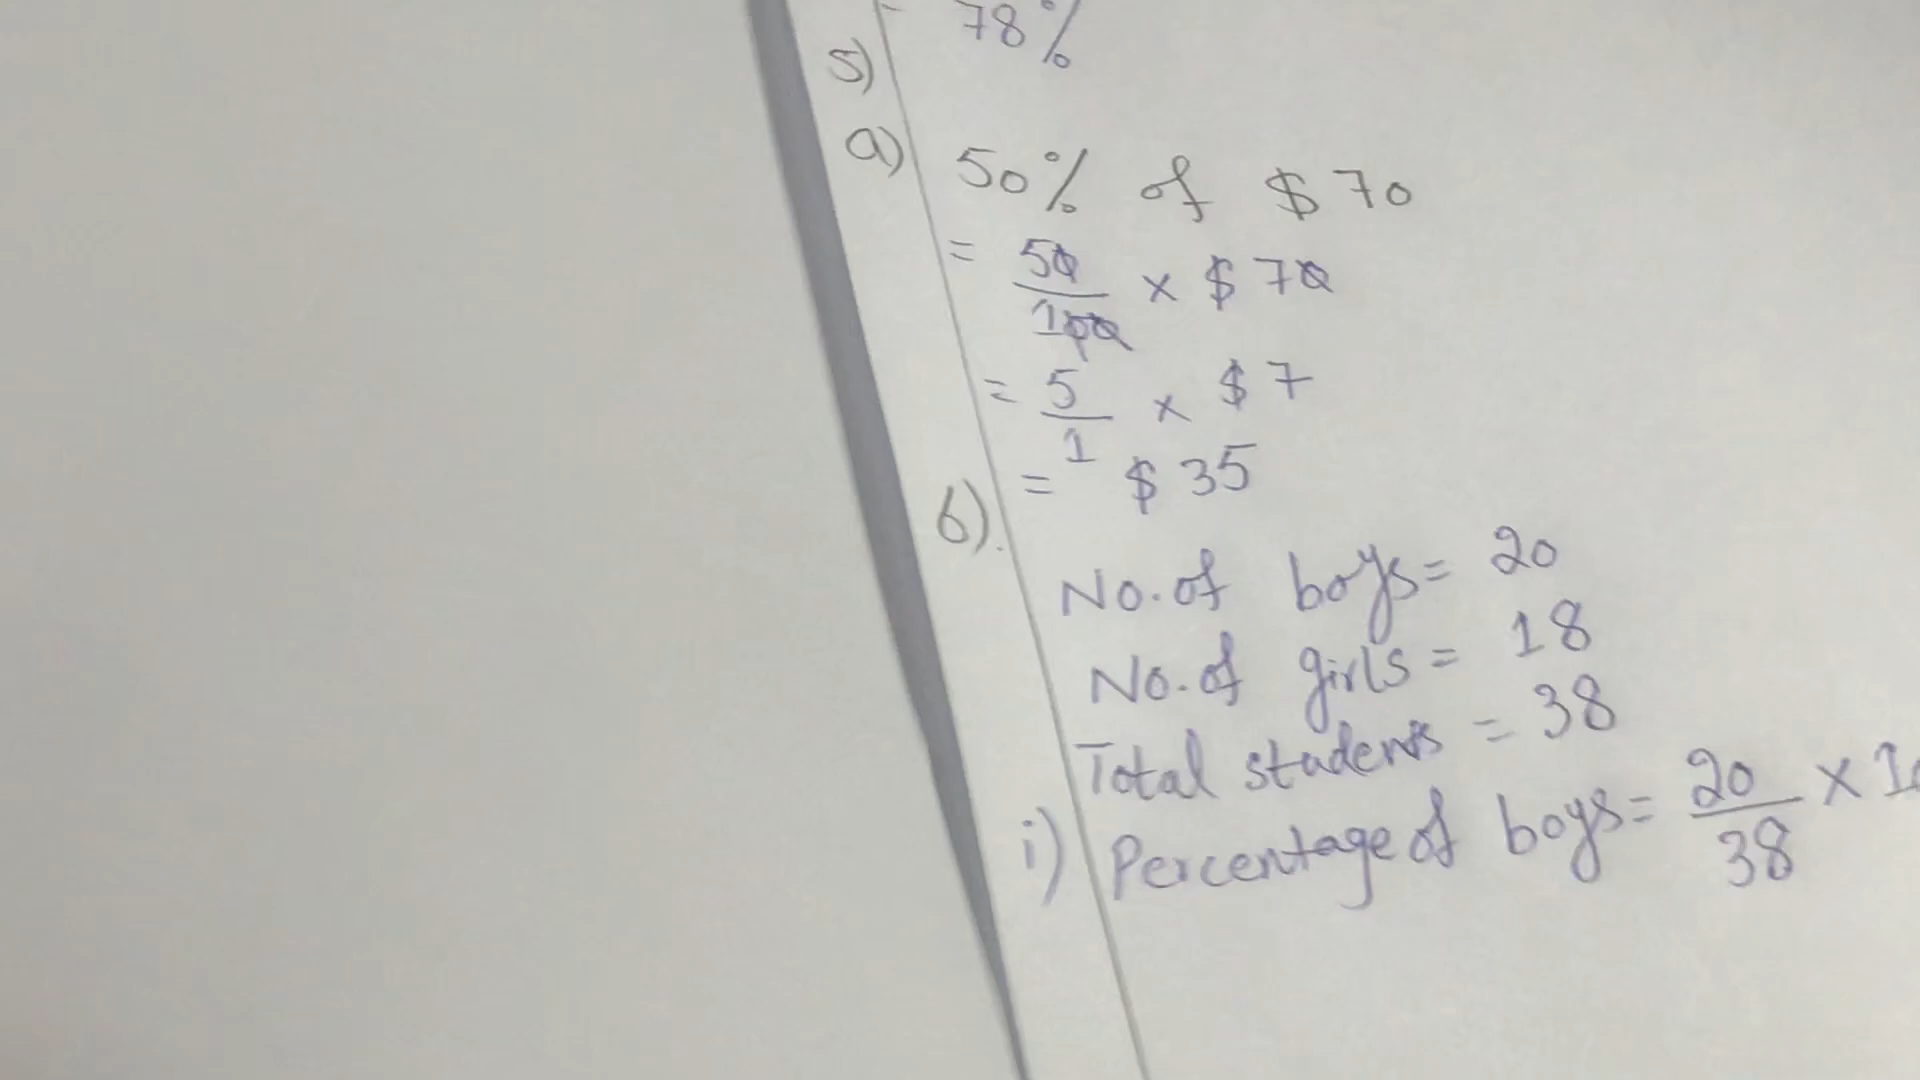 78%
5)
a) 50% of $ 70
= 50/100 x $ 70
= 5/1 x $ 7
= $ 35
6).
No. of boys = 20
No. of girls = 18
Total students = 38
i) Percentage of boys = 20/38 x